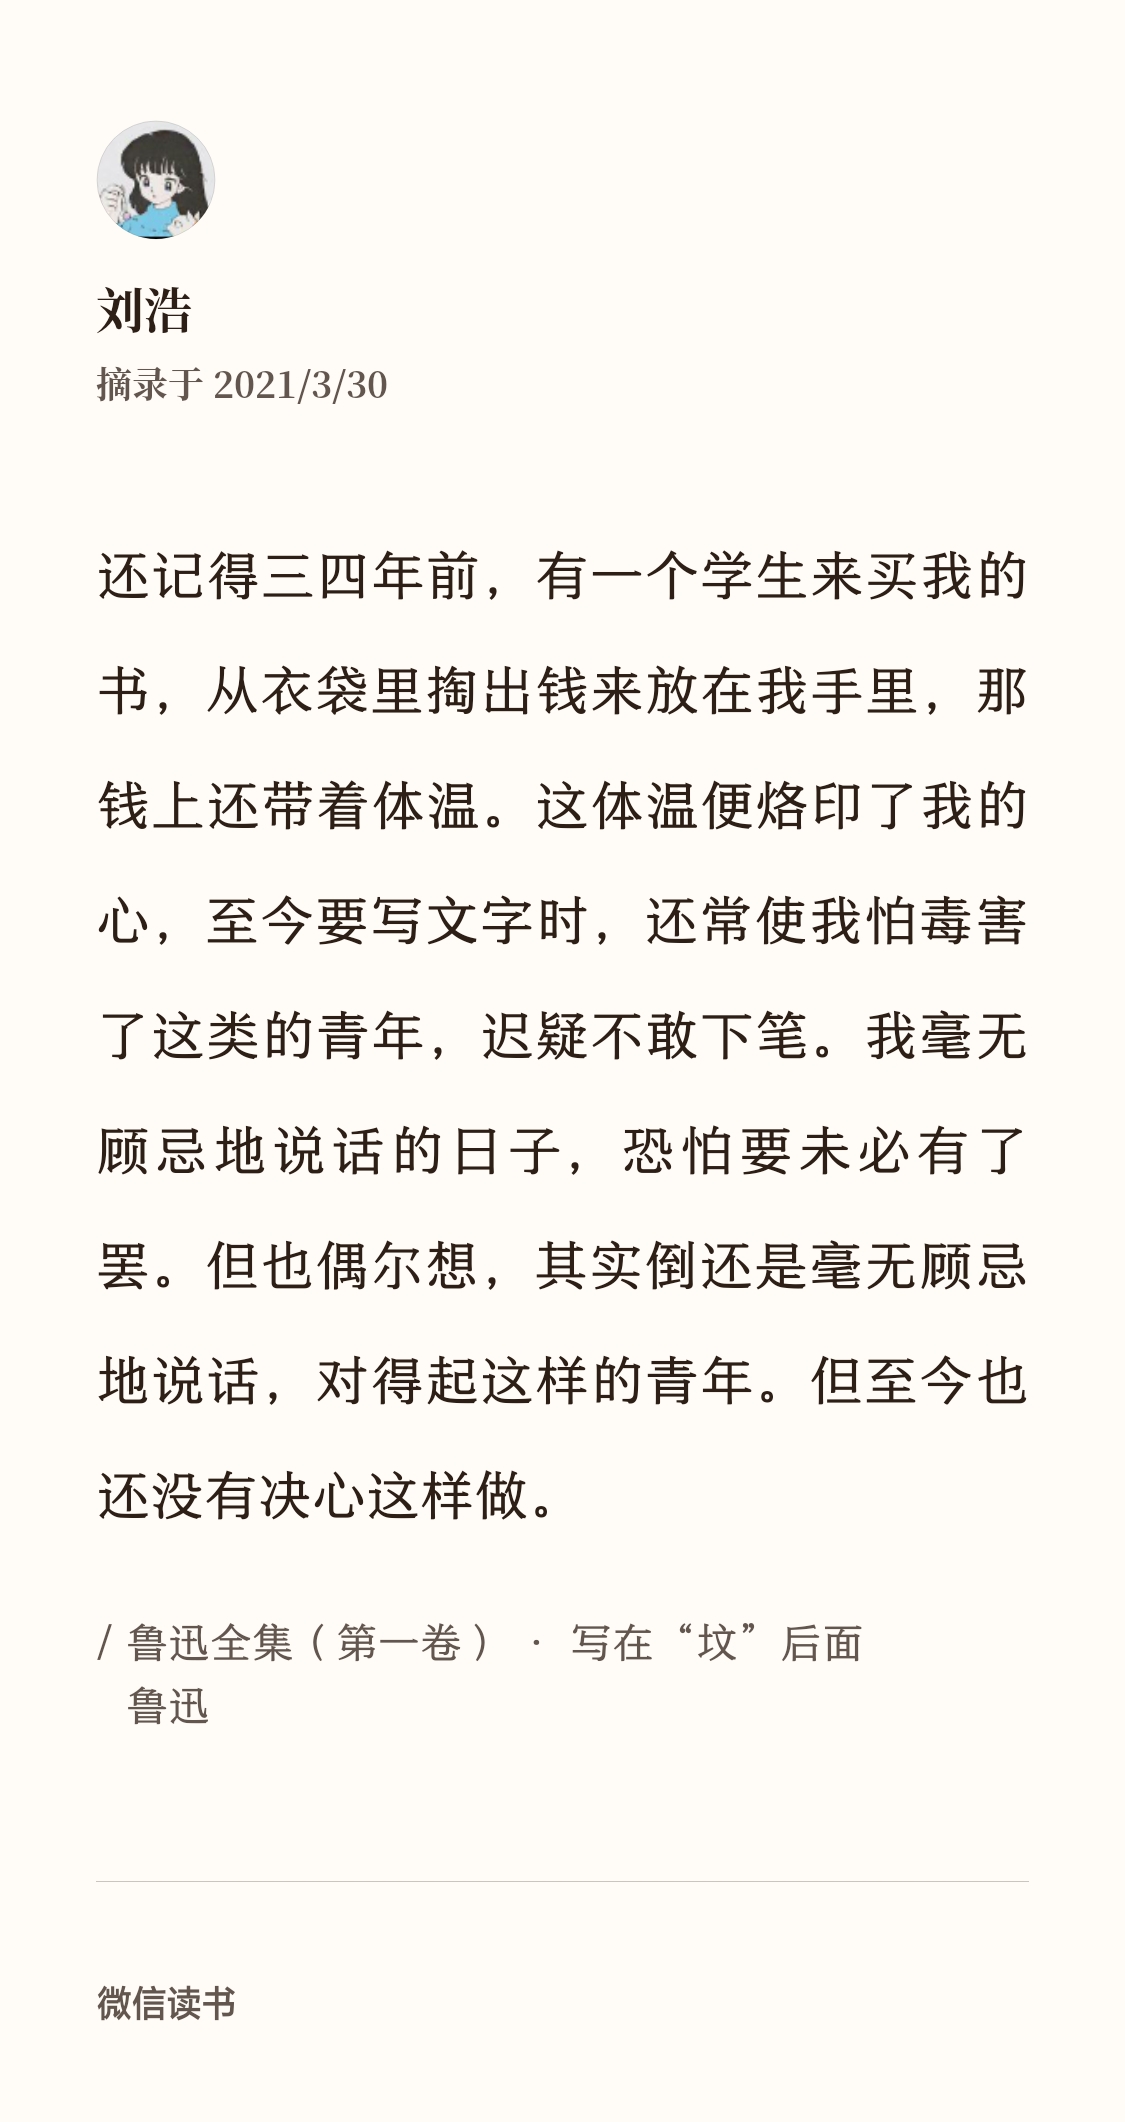 刘浩
摘录于 2021/3/30
还记得三四年前，有一个学生来买我的
书，从衣袋里掏出钱来放在我手里，那
钱上还带着体温。这体温便烙印了我的
心，至今要写文字时，还常使我怕毒害
了这类的青年，迟疑不敢下笔。我毫无
顾忌地说话的日子，恐怕要未必有了
罢。但也偶尔想，其实倒还是毫无顾忌
地说话，对得起这样的青年。但至今也
还没有决心这样做。
/ 鲁迅全集（第一卷） · 写在“坟”后面
鲁迅
微信读书